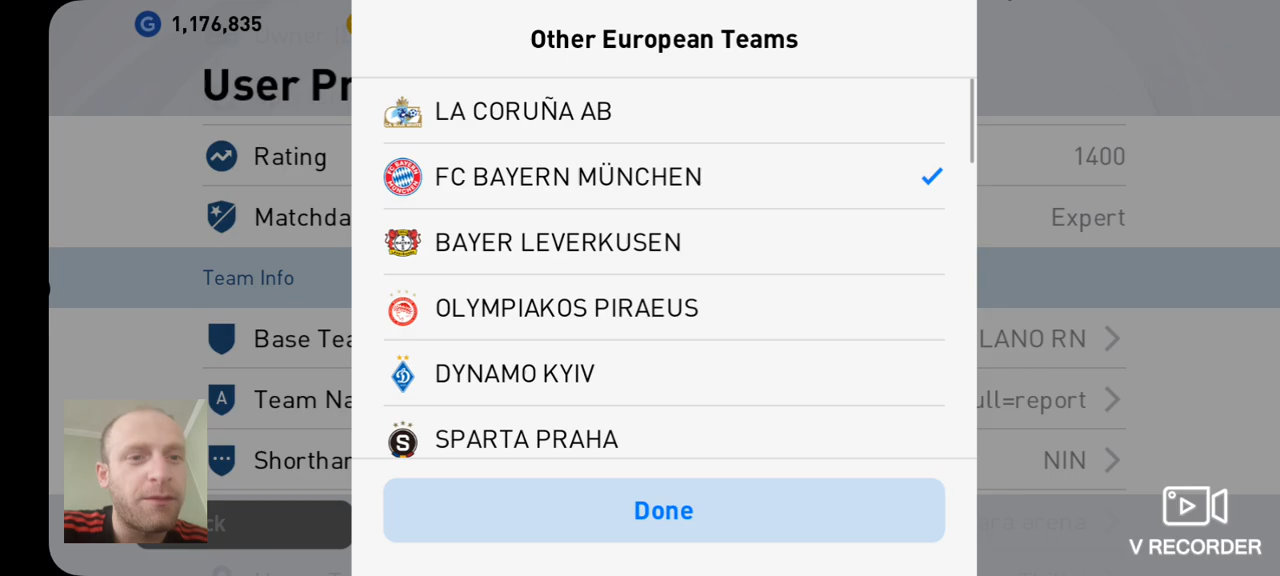 1,176,835
Other European Teams
User Pr
LA CORUÑA AB
Rating
1400
FC BAYERN MÜNCHEN
Matchda
Expert
BAYER LEVERKUSEN
Team Info
OLYMPIAKOS PIRAEUS
Base Tea
LANO RN
DYNAMO KYIV
Team Na
ull=report
SPARTA PRAHA
Shorthar
NIN
Done
ck
V RECORDER